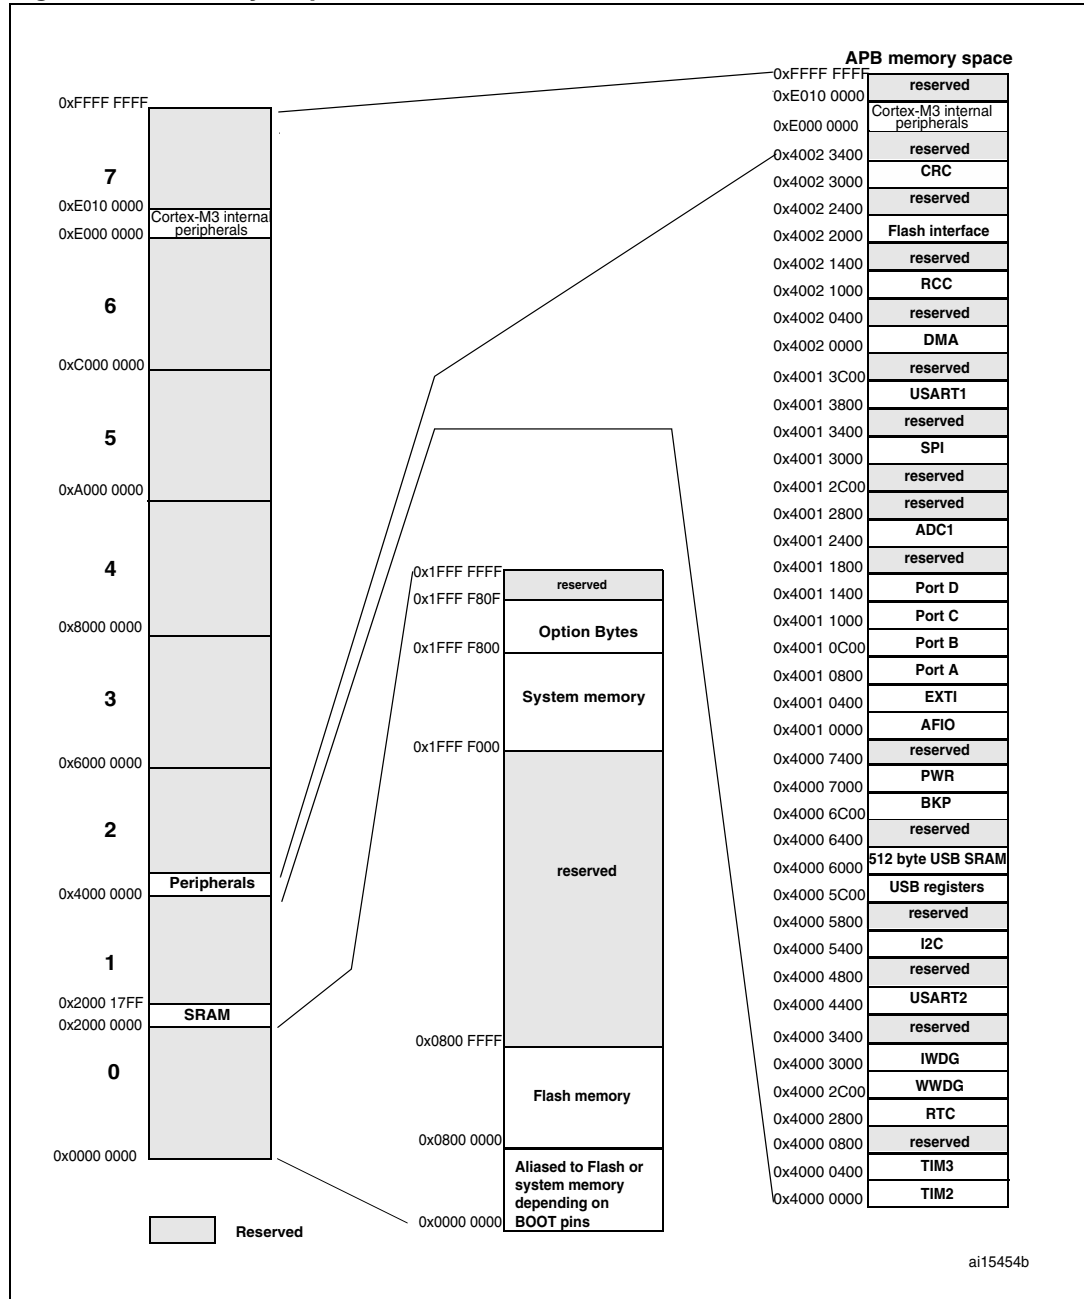 APB memory space
0xFFFF FFFF
7
0xE010 0000
Cortex-M3 internal
peripherals
0xE000 0000
6
0xC000 0000
5
0xA000 0000
4
0x8000 0000
3
0x6000 0000
2
Peripherals
0x4000 0000
1
0x2000 17FF
SRAM
0x2000 0000
0
0x0000 0000
Reserved
0x1FFF FFFF
reserved
0x1FFF F80F
Option Bytes
0x1FFF F800
System memory
0x1FFF F000
reserved
0x0800 FFFF
Flash memory
0x0800 0000
Aliased to Flash or
system memory
depending on
BOOT pins
0x0000 0000
0xFFFF FFFF
reserved
0xE010 0000
Cortex-M3 internal
peripherals
0xE000 0000
reserved
0x4002 3400
CRC
0x4002 3000
reserved
0x4002 2400
Flash interface
0x4002 2000
reserved
0x4002 1400
RCC
0x4002 1000
reserved
0x4002 0400
DMA
0x4002 0000
reserved
0x4001 3C00
USART1
0x4001 3800
reserved
0x4001 3400
SPI
0x4001 3000
reserved
0x4001 2C00
reserved
0x4001 2800
ADC1
0x4001 2400
reserved
0x4001 1800
Port D
0x4001 1400
Port C
0x4001 1000
Port B
0x4001 0C00
Port A
0x4001 0800
EXTI
0x4001 0400
AFIO
0x4001 0000
reserved
0x4000 7400
PWR
0x4000 7000
BKP
0x4000 6C00
reserved
0x4000 6400
512 byte USB SRAM
0x4000 6000
USB registers
0x4000 5C00
reserved
0x4000 5800
I2C
0x4000 5400
reserved
0x4000 4800
USART2
0x4000 4400
reserved
0x4000 3400
IWDG
0x4000 3000
WWDG
0x4000 2C00
RTC
0x4000 2800
reserved
0x4000 0800
TIM3
0x4000 0400
TIM2
0x4000 0000
ai15454b